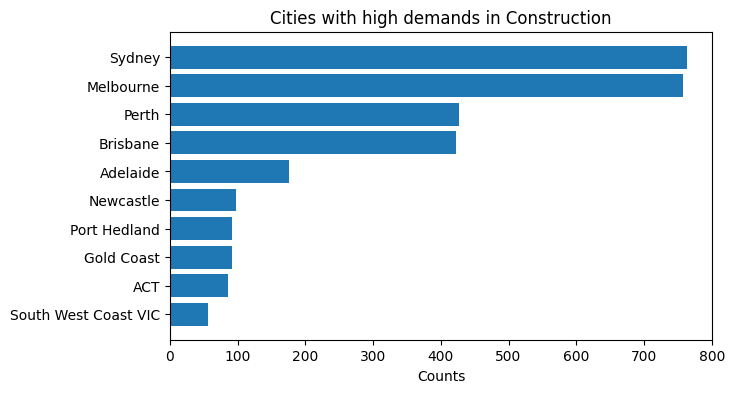 Cities with high demands in Construction
Sydney
Melbourne
Perth
Brisbane
Adelaide
Newcastle
Port Hedland
Gold Coast
ACT
South West Coast VIC
0 100 200 300 400 500 600 700 800
Counts